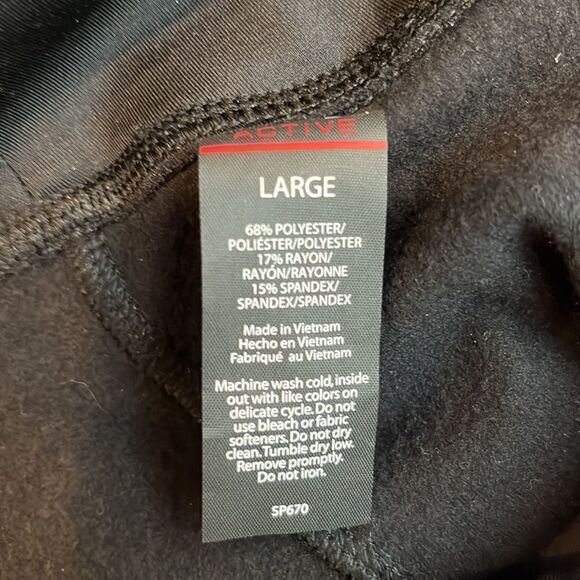 ACTIVE
LARGE
68% POLYESTER/
POLIÉSTER/POLYESTER
17% RAYON/
RAYÓN/RAYONNE
15% SPANDEX/
SPANDEX/SPANDEX
Made in Vietnam
Hecho en Vietnam
Fabriqué au Vietnam
Machine wash cold, inside
out with like colors on
delicate cycle. Do not
use bleach or fabric
softeners. Do not dry
clean. Tumble dry low.
Remove promptly.
Do not iron.
SP670